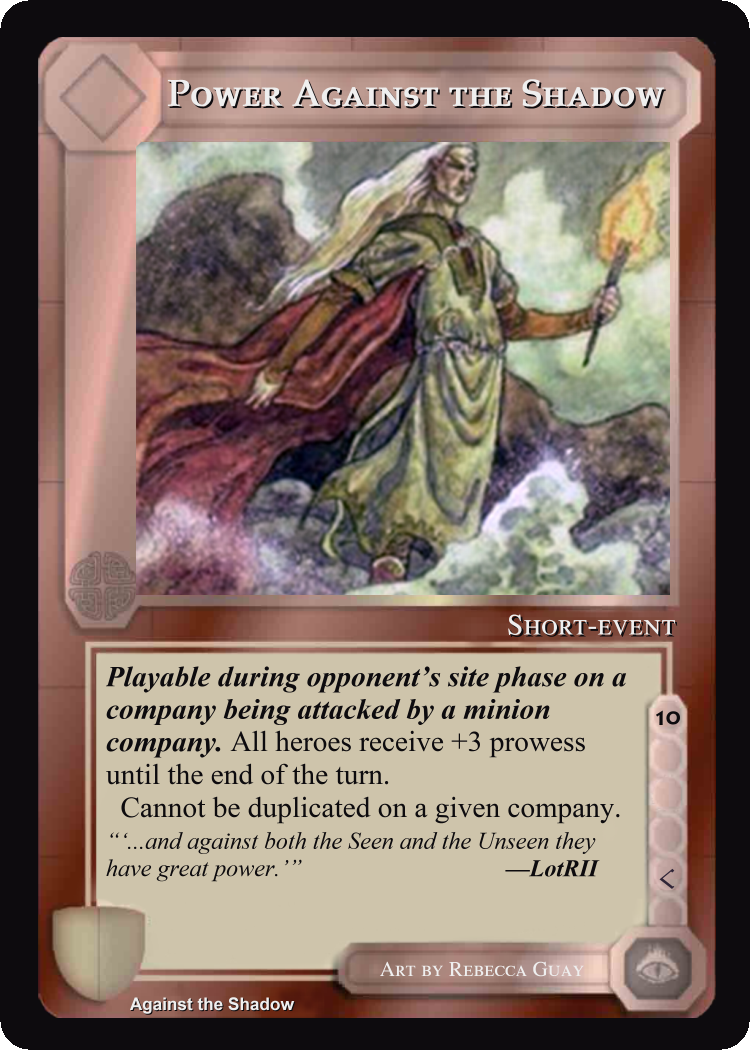 Power Against the Shadow
Short-event
Playable during opponent’s site phase on a
company being attacked by a minion
company. All heroes receive +3 prowess
until the end of the turn.
Cannot be duplicated on a given company.
“‘...and against both the Seen and the Unseen they
have great power.’” —LotRII
10
<
Art by Rebecca Guay
Against the Shadow